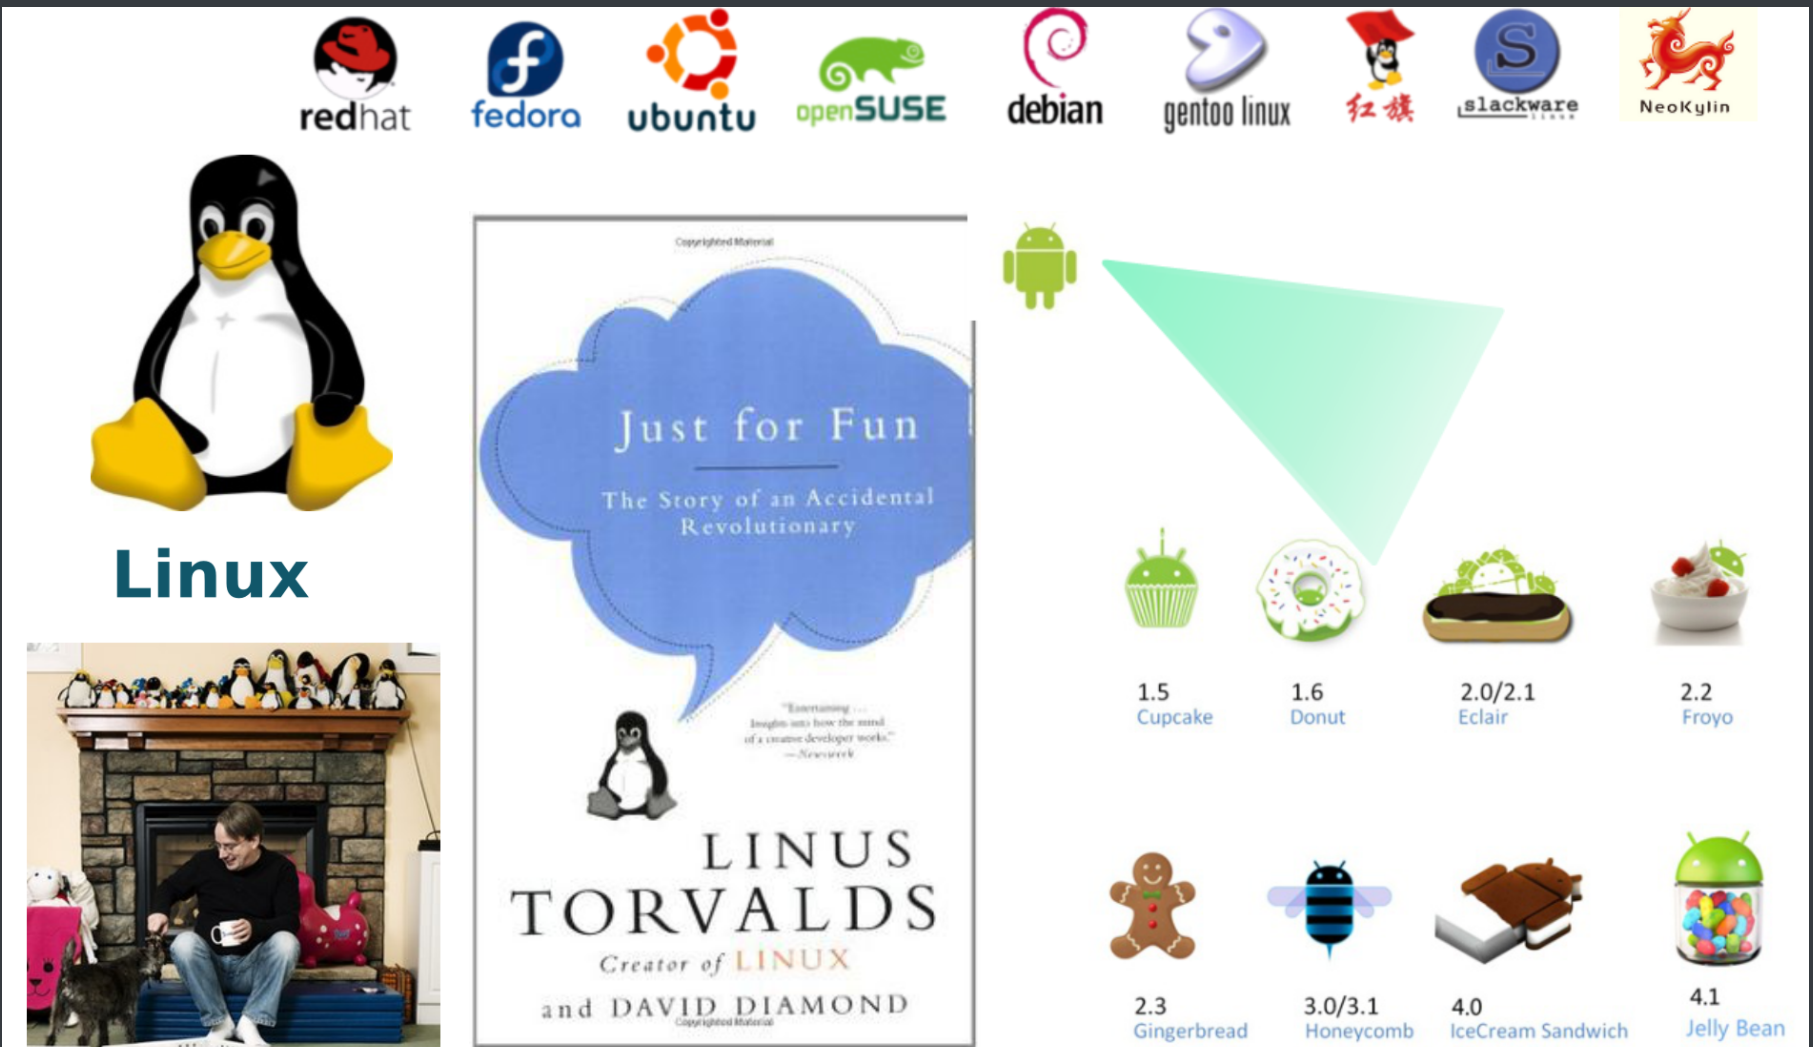 redhat
fedora
ubuntu
openSUSE
debian
gentoo linux
红旗
slackware
linux
NeoKylin
Linux
Copyrighted Material
Just for Fun
The Story of an Accidental
Revolutionary
"Entertaining ...
Insights into how the mind
of a creative developer works."
—Newsweek
LINUS
TORVALDS
Creator of LINUX
and DAVID DIAMOND
Copyrighted Material
1.5
Cupcake
1.6
Donut
2.0/2.1
Eclair
2.2
Froyo
2.3
Gingerbread
3.0/3.1
Honeycomb
4.0
IceCream Sandwich
4.1
Jelly Bean